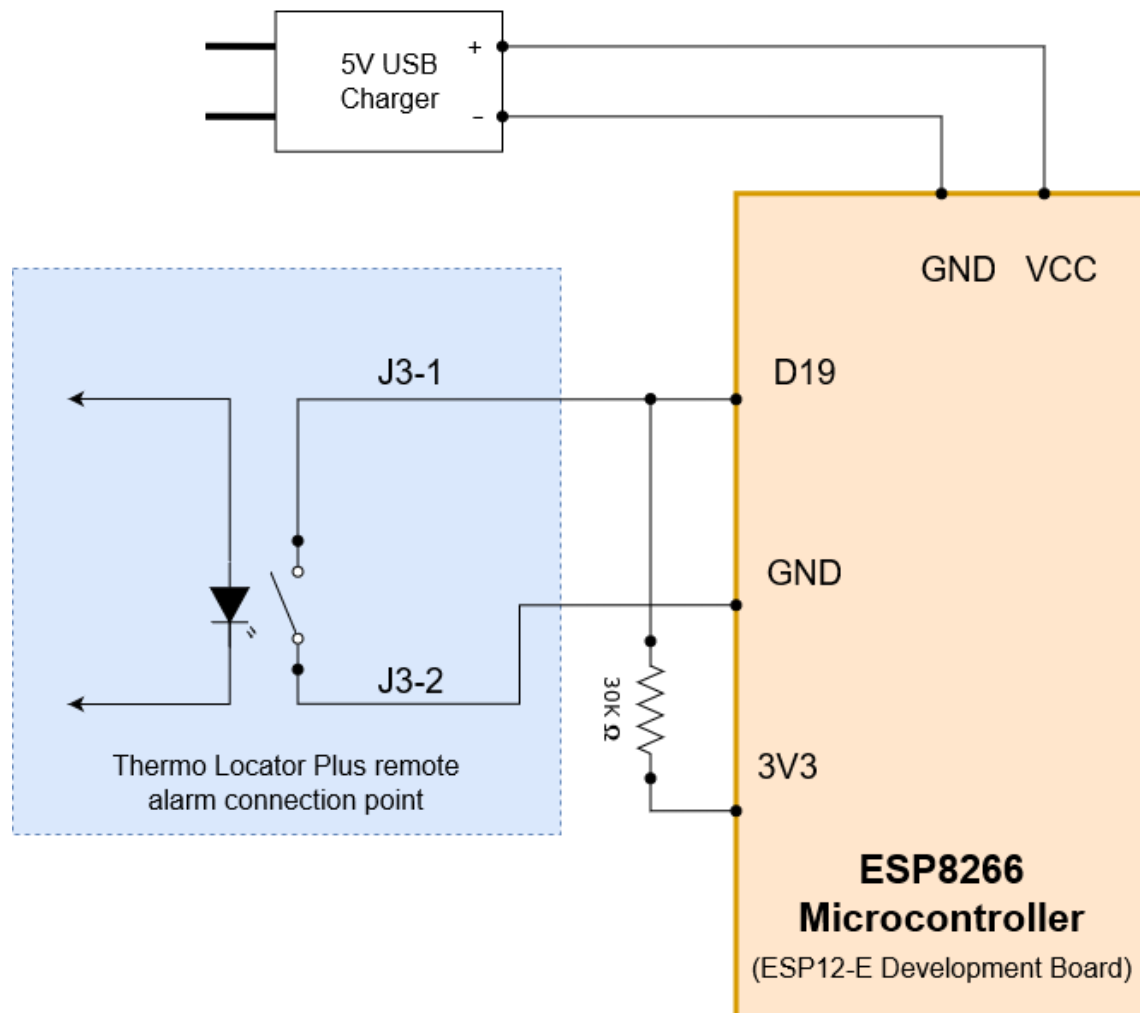 5V USB
Charger
+
−
GND
VCC
J3-1
D19
GND
J3-2
30K Ω
3V3
Thermo Locator Plus remote
alarm connection point
ESP8266
Microcontroller
(ESP12-E Development Board)